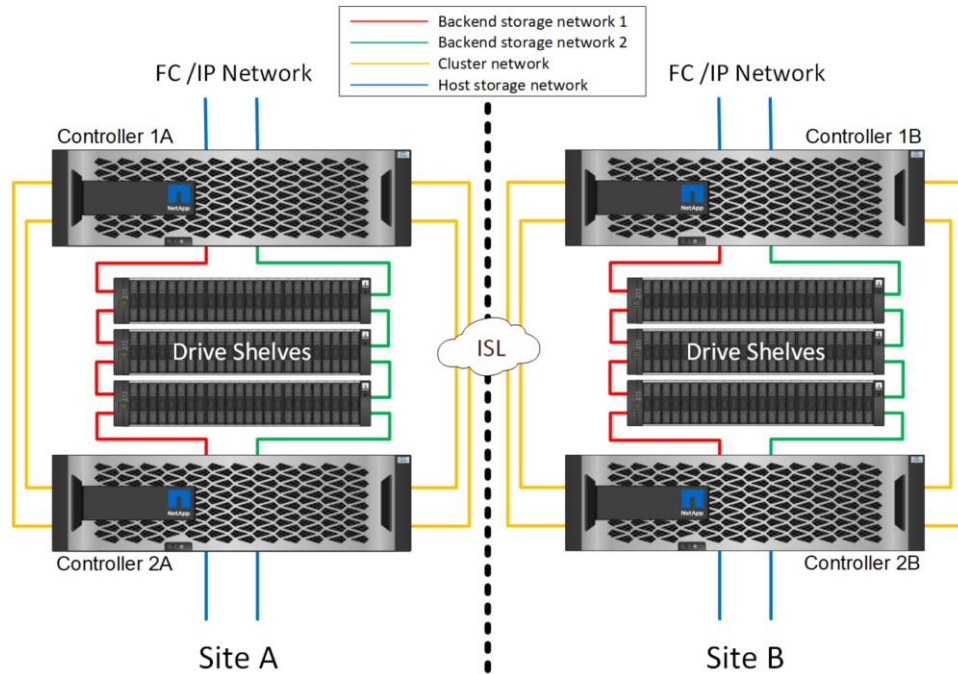 Backend storage network 1
Backend storage network 2
Cluster network
Host storage network
FC /IP Network
FC /IP Network
Controller 1A
Controller 1B
NetApp
NetApp
Drive Shelves
ISL
Drive Shelves
NetApp
NetApp
Controller 2A
Controller 2B
Site A
Site B